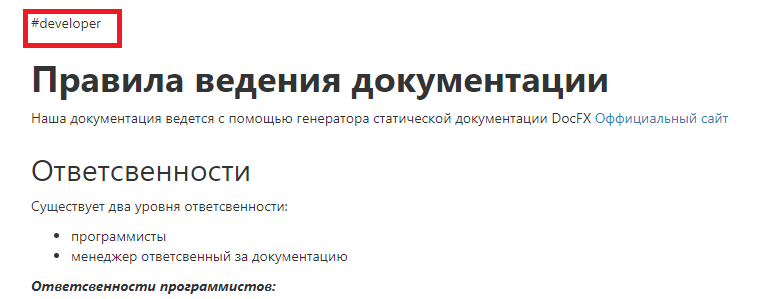 #developer
Правила ведения документации
Наша документация ведется с помощью генератора статической документации DocFX Оффициальный сайт
Ответсвенности
Существует два уровня ответсвенности:
программисты
менеджер ответсвенный за документацию
Ответсвенности программистов: